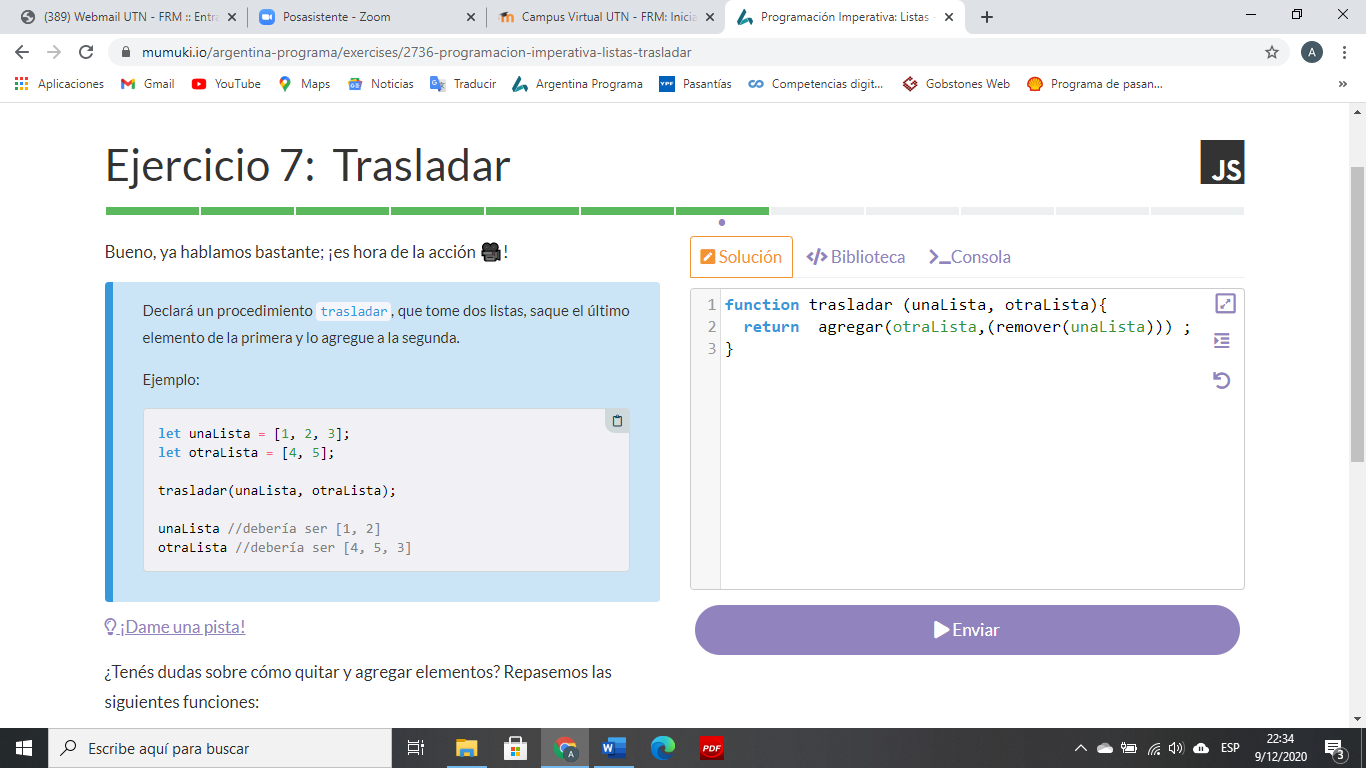 (389) Webmail UTN - FRM :: Entra
Posasistente - Zoom
Campus Virtual UTN - FRM: Inicia
Programación Imperativa: Listas
mumuki.io/argentina-programa/exercises/2736-programacion-imperativa-listas-trasladar
A
Aplicaciones
Gmail
YouTube
Maps
Noticias
Traducir
Argentina Programa
YPF
Pasantías
Competencias digit...
Gobstones Web
Programa de pasan...
»
Ejercicio 7: Trasladar
JS
Bueno, ya hablamos bastante; ¡es hora de la acción 🎥!
Declará un procedimiento trasladar, que tome dos listas, saque el último
elemento de la primera y lo agregue a la segunda.
Ejemplo:
let unaLista = [1, 2, 3];
let otraLista = [4, 5];
trasladar(unaLista, otraLista);
unaLista //debería ser [1, 2]
otraLista //debería ser [4, 5, 3]
¡Dame una pista!
¿Tenés dudas sobre cómo quitar y agregar elementos? Repasemos las
siguientes funciones:
Solución
</> Biblioteca
>_Consola
1 function trasladar (unaLista, otraLista){
2 return agregar(otraLista,(remover(unaLista))) ;
3 }
Enviar
Escribe aquí para buscar
W
A
PDF
ESP
22:34
9/12/2020
3